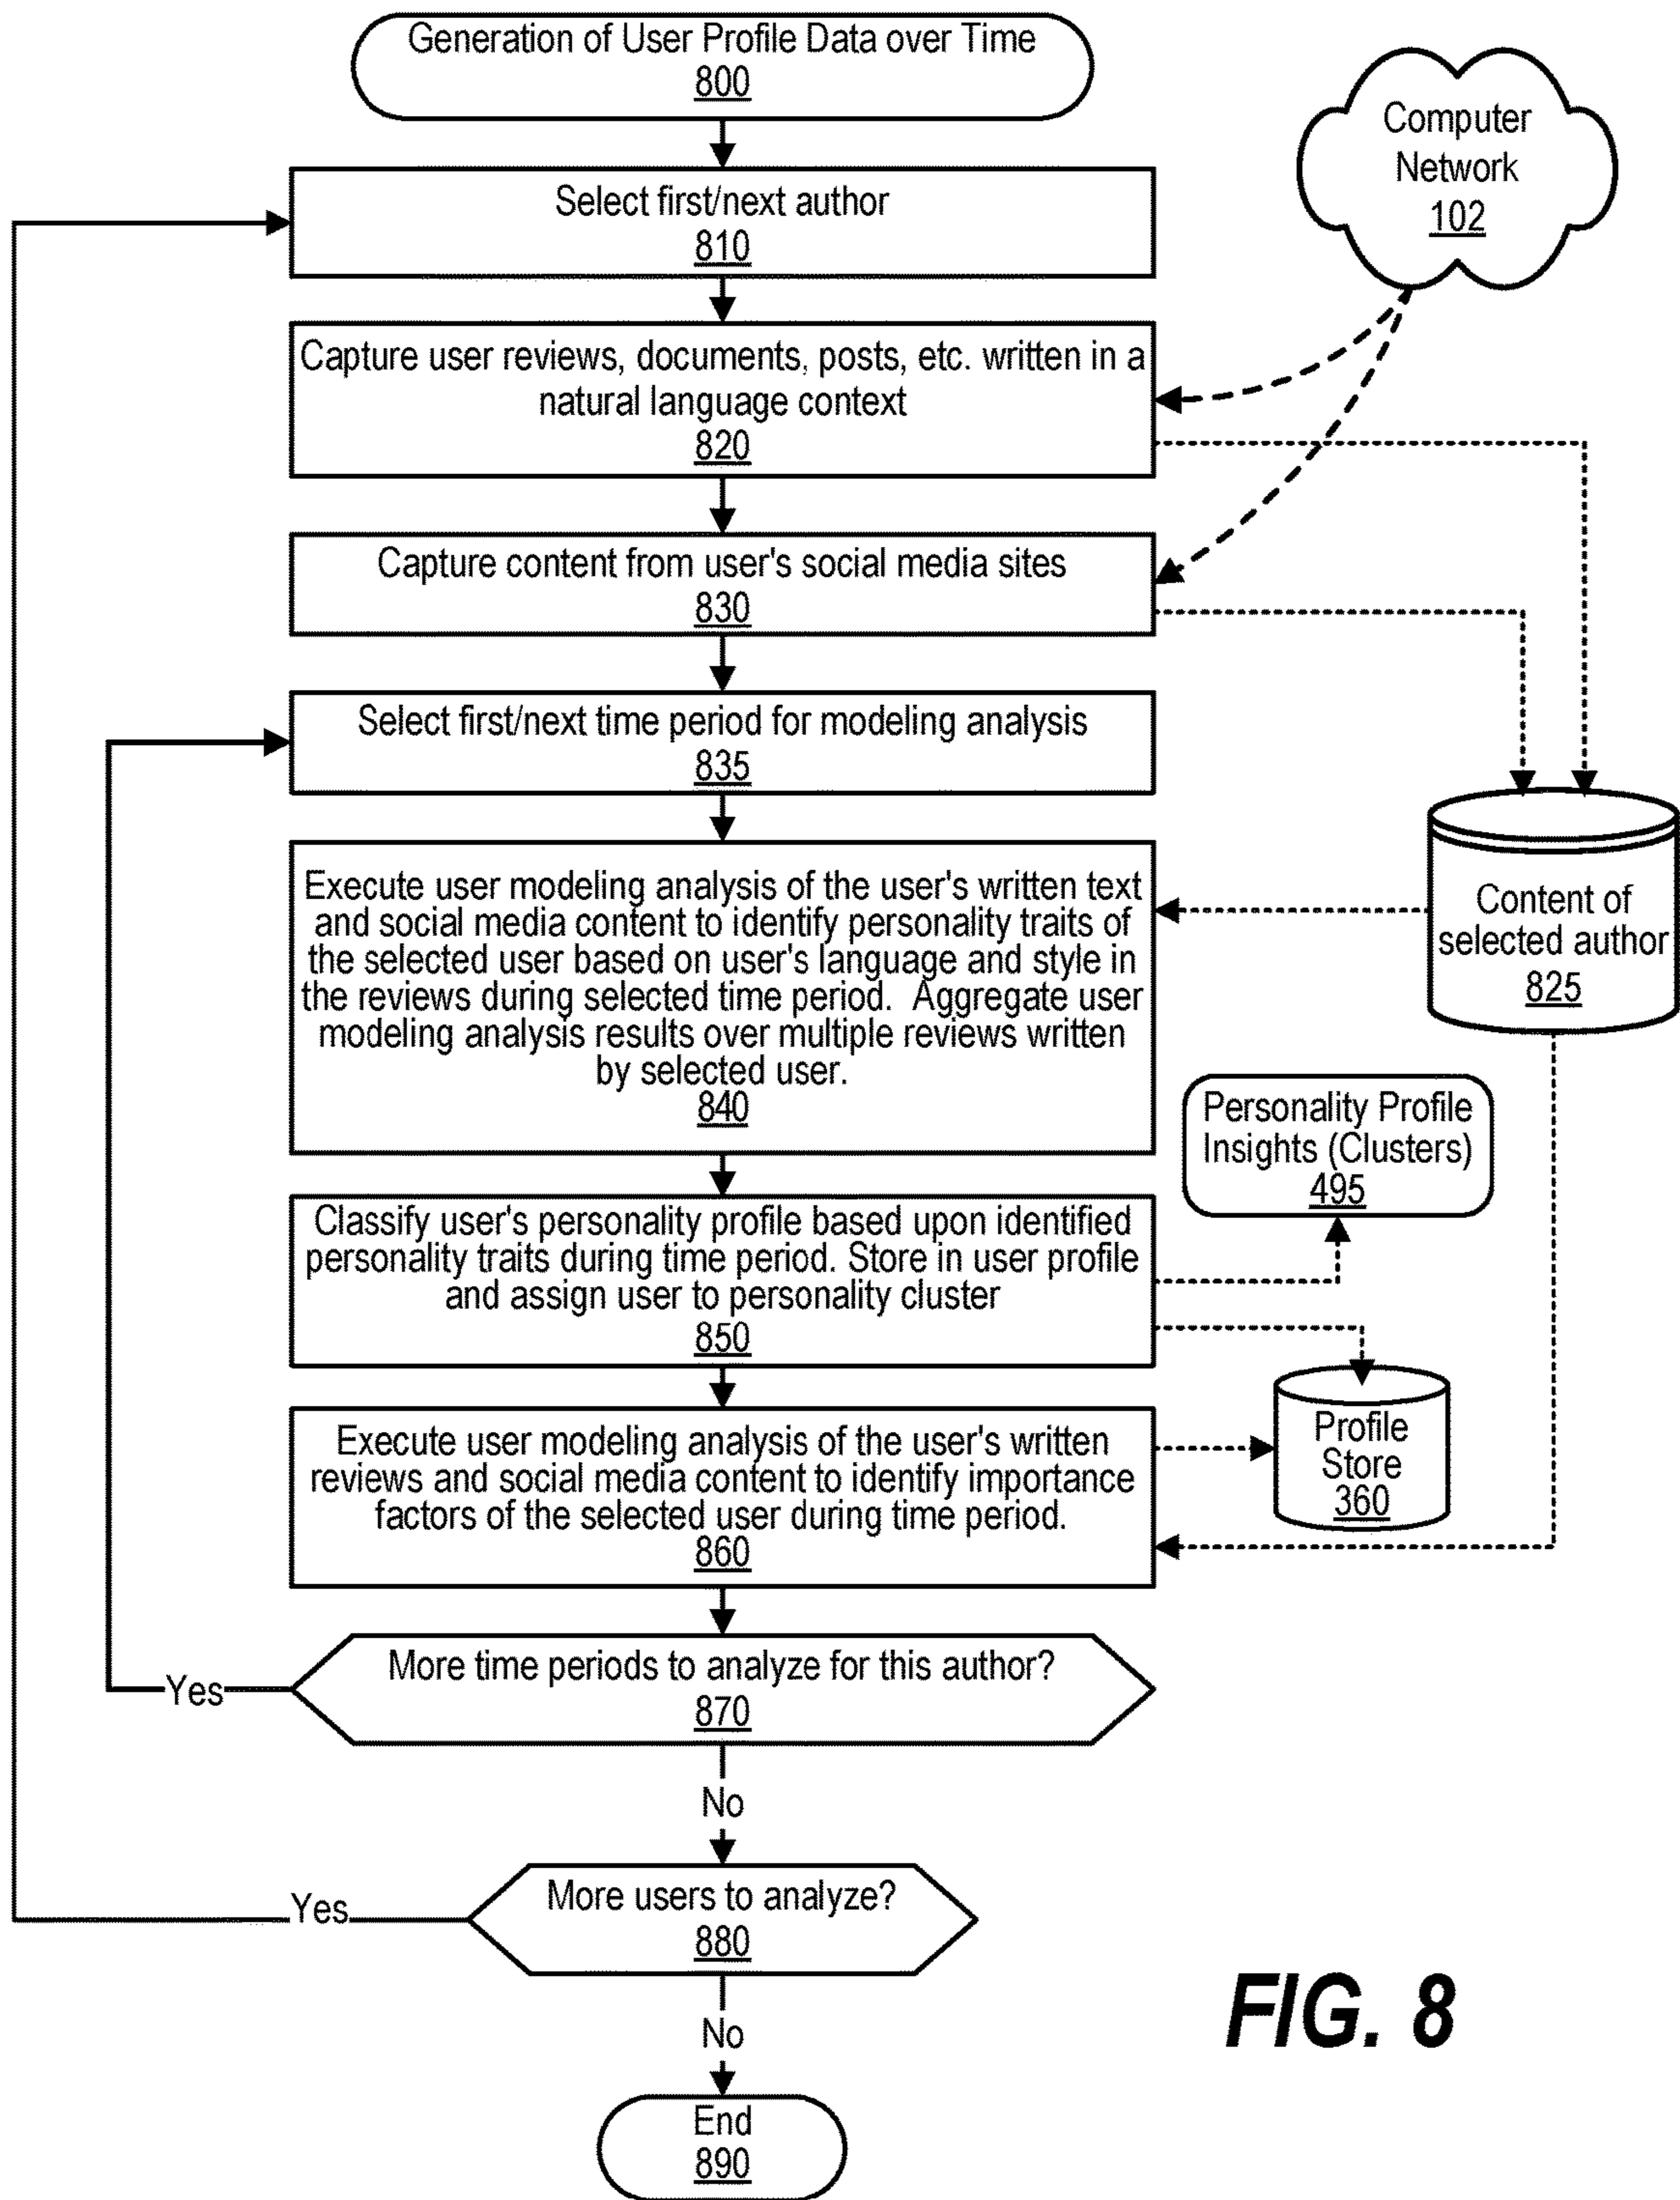 Generation of User Profile Data over Time
800
Computer
Network
102
Select first/next author
810
Capture user reviews, documents, posts, etc. written in a
natural language context
820
Capture content from user's social media sites
830
Select first/next time period for modeling analysis
835
Execute user modeling analysis of the user's written text
and social media content to identify personality traits of
the selected user based on user's language and style in
the reviews during selected time period.  Aggregate user
modeling analysis results over multiple reviews written
by selected user.
840
Content of
selected author
825
Personality Profile
Insights (Clusters)
495
Classify user's personality profile based upon identified
personality traits during time period. Store in user profile
and assign user to personality cluster
850
Execute user modeling analysis of the user's written
reviews and social media content to identify importance
factors of the selected user during time period.
860
Profile
Store
360
More time periods to analyze for this author?
870
Yes
No
More users to analyze?
880
Yes
No
End
890
FIG. 8